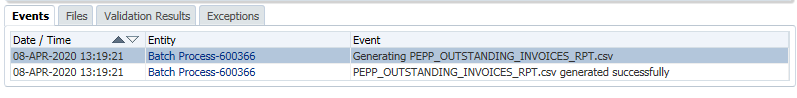 Events Files Validation Results Exceptions
Date / Time Entity Event
08-APR-2020 13:19:21 Batch Process-600366 Generating PEPP_OUTSTANDING_INVOICES_RPT.csv
08-APR-2020 13:19:21 Batch Process-600366 PEPP_OUTSTANDING_INVOICES_RPT.csv generated successfully